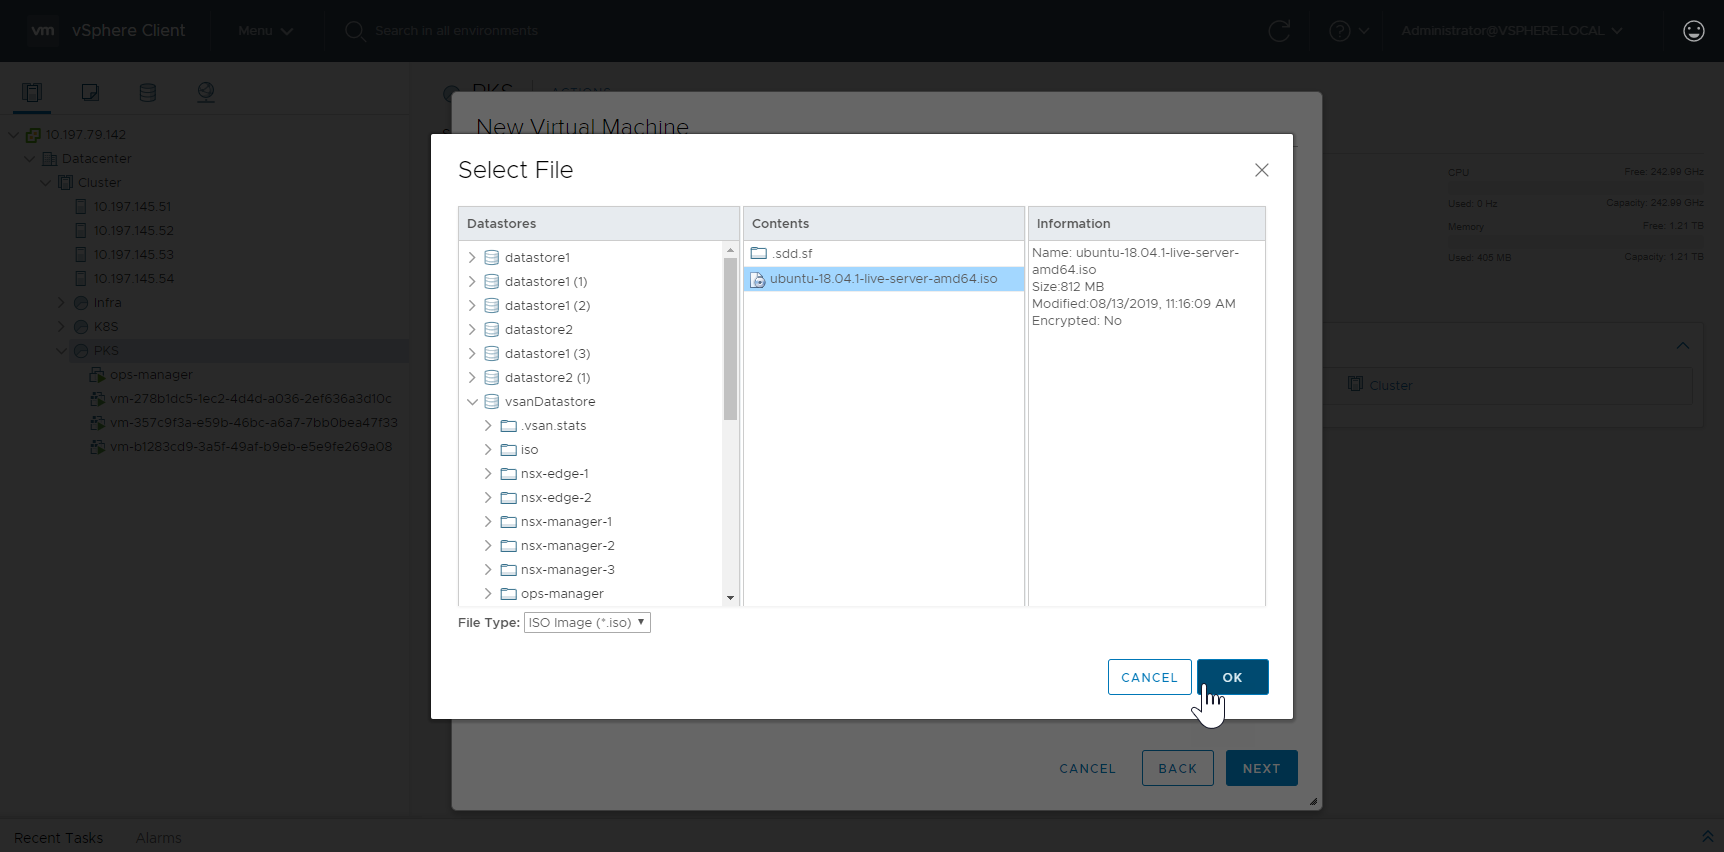 vm vSphere Client Menu Search in all environments Administrator@VSPHERE.LOCAL
PKS ACTIONS
10.197.79.142
Datacenter
Cluster
10.197.145.51
10.197.145.52
10.197.145.53
10.197.145.54
Infra
K8S
PKS
ops-manager
vm-278b1dc5-1ec2-4d4d-a036-2ef636a3d10c
vm-357c9f3a-e59b-46bc-a6a7-7bb0bea47f33
vm-b1283cd9-3a5f-49af-b9eb-e5e9fe269a08
New Virtual Machine
Select File
Datastores
datastore1
datastore1 (1)
datastore1 (2)
datastore2
datastore1 (3)
datastore2 (1)
vsanDatastore
.vsan.stats
iso
nsx-edge-1
nsx-edge-2
nsx-manager-1
nsx-manager-2
nsx-manager-3
ops-manager
Contents
.sdd.sf
ubuntu-18.04.1-live-server-amd64.iso
Information
Name: ubuntu-18.04.1-live-server-
amd64.iso
Size:812 MB
Modified:08/13/2019, 11:16:09 AM
Encrypted: No
File Type: ISO Image (*.iso)
CANCEL OK
CANCEL BACK NEXT
CPU Free: 242.99 GHz
Used: 0 Hz Capacity: 242.99 GHz
Memory Free: 1.21 TB
Used: 405 MB Capacity: 1.21 TB
Cluster
Recent Tasks Alarms